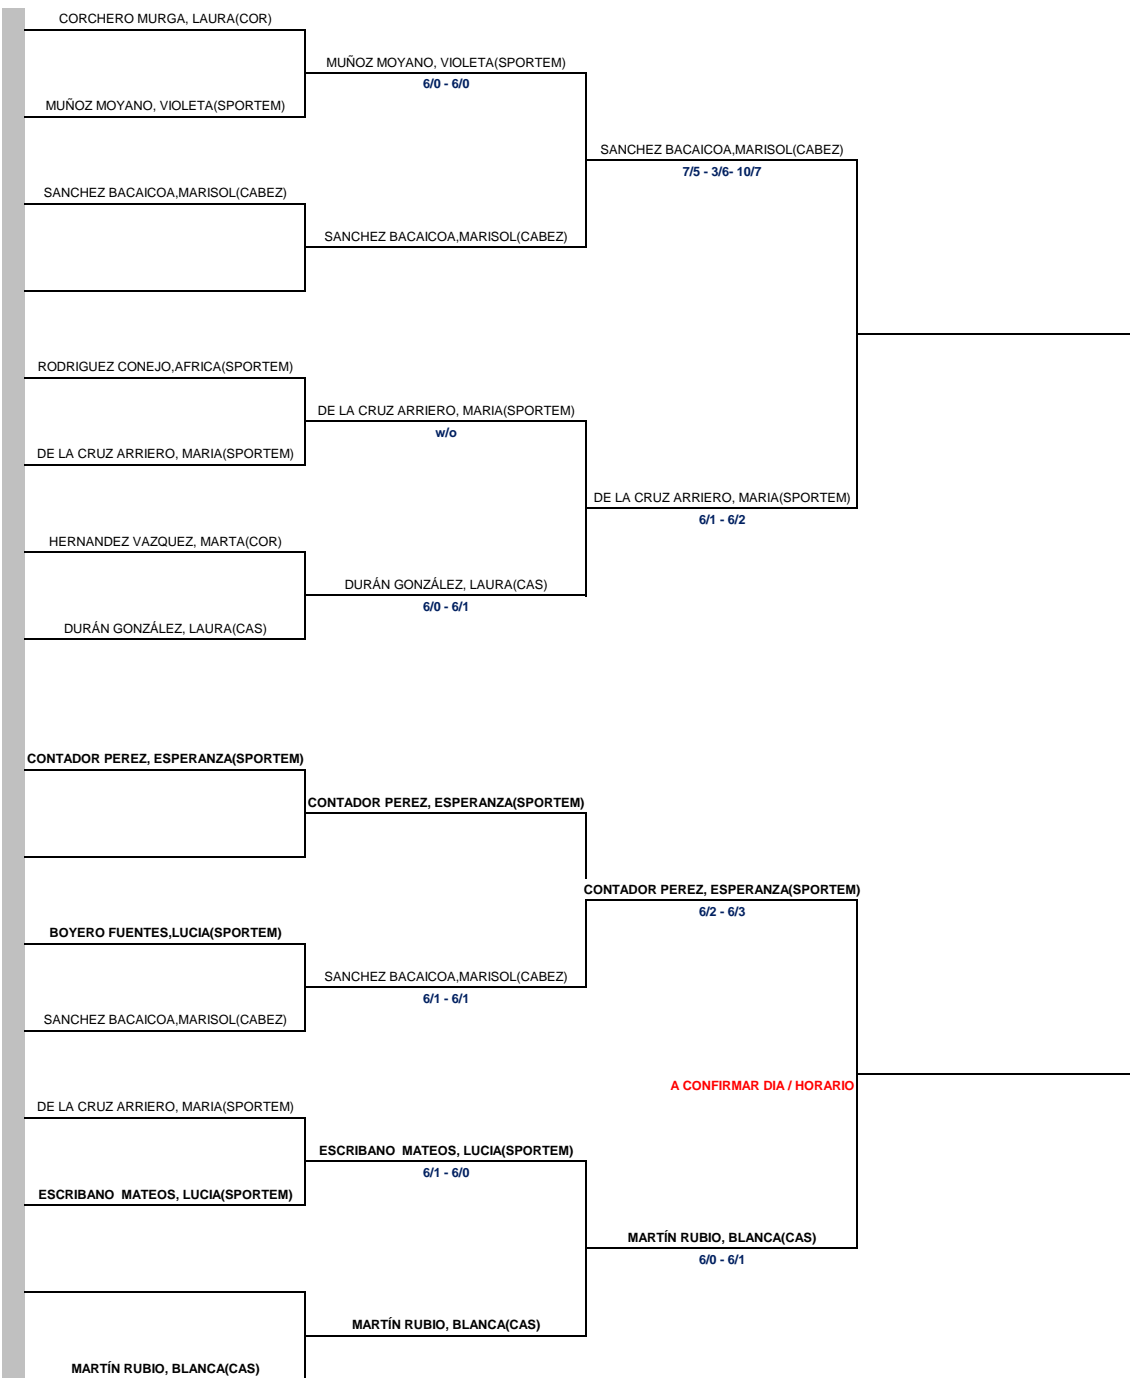 CORCHERO MURGA, LAURA(COR)
MUÑOZ MOYANO, VIOLETA(SPORTEM)
6/0 - 6/0
MUÑOZ MOYANO, VIOLETA(SPORTEM)
SANCHEZ BACAICOA,MARISOL(CABEZ)
7/5 - 3/6- 10/7
SANCHEZ BACAICOA,MARISOL(CABEZ)
SANCHEZ BACAICOA,MARISOL(CABEZ)
RODRIGUEZ CONEJO,AFRICA(SPORTEM)
DE LA CRUZ ARRIERO, MARIA(SPORTEM)
w/o
DE LA CRUZ ARRIERO, MARIA(SPORTEM)
DE LA CRUZ ARRIERO, MARIA(SPORTEM)
6/1 - 6/2
HERNANDEZ VAZQUEZ, MARTA(COR)
DURÁN GONZÁLEZ, LAURA(CAS)
6/0 - 6/1
DURÁN GONZÁLEZ, LAURA(CAS)
CONTADOR PEREZ, ESPERANZA(SPORTEM)
CONTADOR PEREZ, ESPERANZA(SPORTEM)
CONTADOR PEREZ, ESPERANZA(SPORTEM)
6/2 - 6/3
BOYERO FUENTES,LUCIA(SPORTEM)
SANCHEZ BACAICOA,MARISOL(CABEZ)
6/1 - 6/1
SANCHEZ BACAICOA,MARISOL(CABEZ)
A CONFIRMAR DIA / HORARIO
DE LA CRUZ ARRIERO, MARIA(SPORTEM)
ESCRIBANO  MATEOS, LUCIA(SPORTEM)
6/1 - 6/0
ESCRIBANO  MATEOS, LUCIA(SPORTEM)
MARTÍN RUBIO, BLANCA(CAS)
6/0 - 6/1
MARTÍN RUBIO, BLANCA(CAS)
MARTÍN RUBIO, BLANCA(CAS)